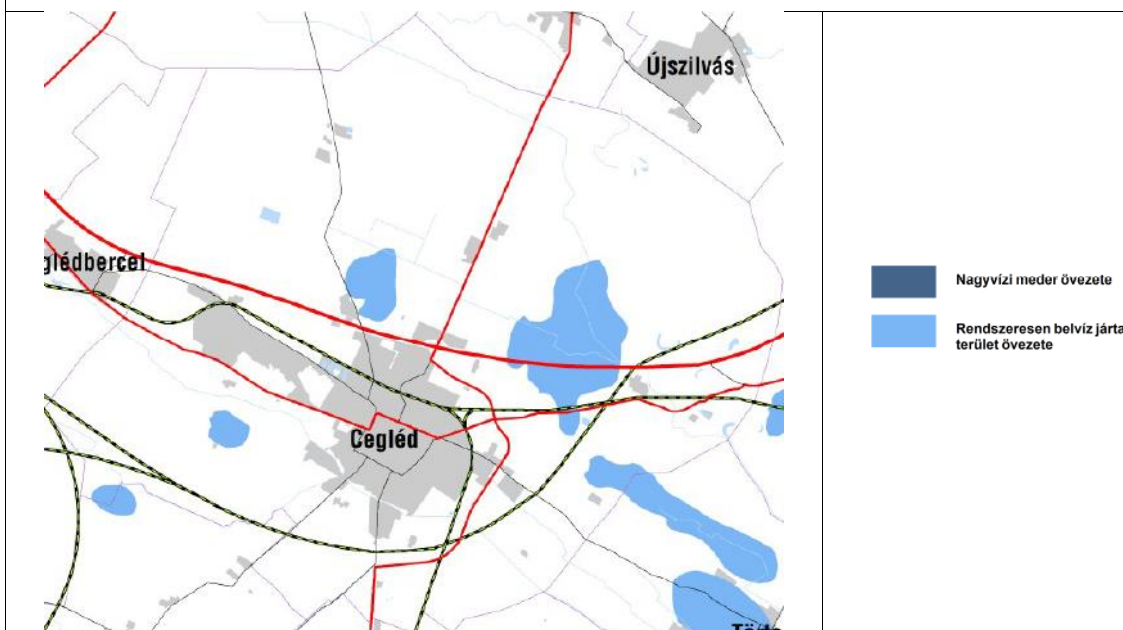 Újszilvás
glédbercel
Cegléd
Nagyvízi meder övezete
Rendszeresen belvíz járta
terület övezete